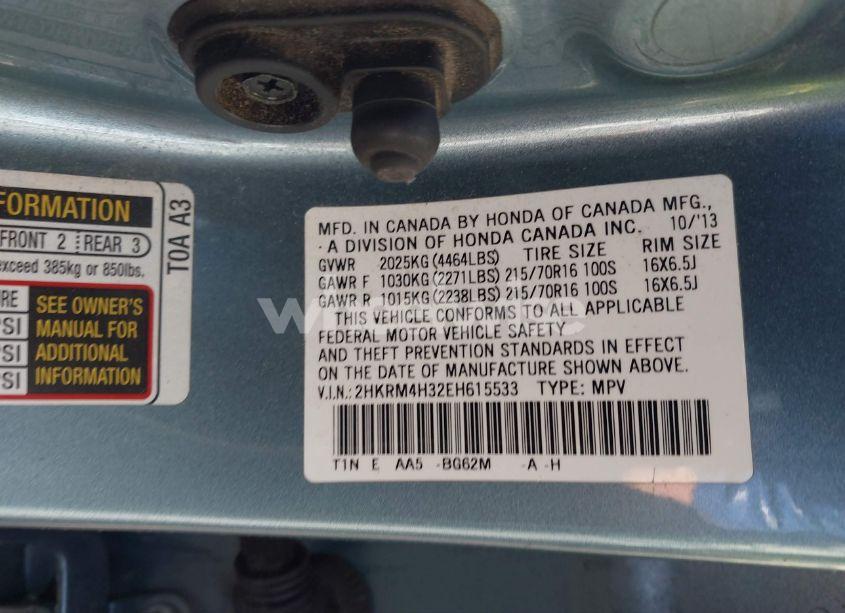 FORMATION
FRONT 2 REAR 3
exceed 385kg or 850lbs.
SEE OWNER'S
MANUAL FOR
ADDITIONAL
INFORMATION
PSI
PSI
T0A A3
MFD. IN CANADA BY HONDA OF CANADA MFG.,
A DIVISION OF HONDA CANADA INC. 10/'13
GVWR 2025KG (4464LBS) TIRE SIZE RIM SIZE
GAWR F 1030KG (2271LBS) 215/70R16 100S 16X6.5J
GAWR R 1015KG (2238LBS) 215/70R16 100S 16X6.5J
THIS VEHICLE CONFORMS TO ALL APPLICABLE
FEDERAL MOTOR VEHICLE SAFETY
AND THEFT PREVENTION STANDARDS IN EFFECT
ON THE DATE OF MANUFACTURE SHOWN ABOVE.
V.I.N.: 2HKRM4H32EH615533 TYPE: MPV
T1N E AA5 -BG62M -A -H